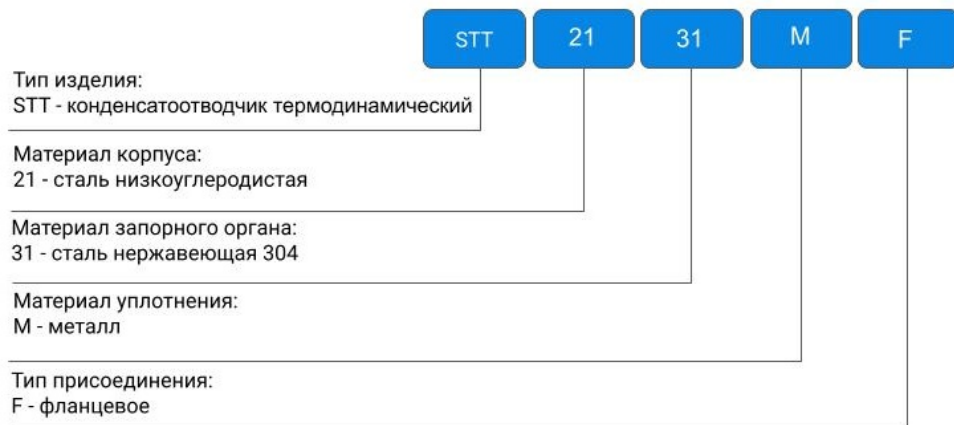 STT 21 31 M F
Тип изделия:
STT - конденсатоотводчик термодинамический
Материал корпуса:
21 - сталь низкоуглеродистая
Материал запорного органа:
31 - сталь нержавеющая 304
Материал уплотнения:
М - металл
Тип присоединения:
F - фланцевое